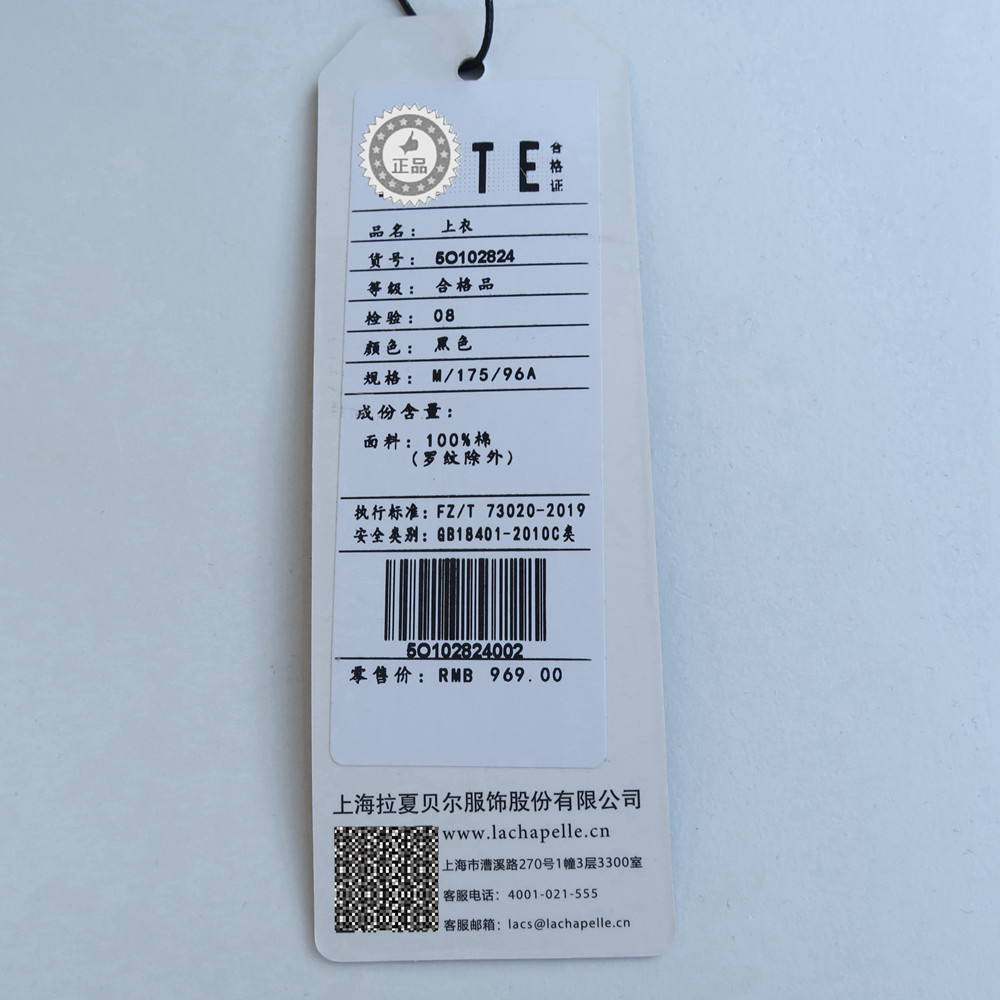 正品
T E 合格证
品名： 上衣
货号： 5O102824
等级： 合格品
检验： 08
颜色： 黑色
规格： M/175/96A
成份含量：
面料：100%棉
(罗纹除外)
执行标准：FZ/T 73020-2019
安全类别：GB18401-2010C类
5O102824002
零售价：RMB 969.00
上海拉夏贝尔服饰股份有限公司
www.lachapelle.cn
上海市漕溪路270号1幢3层3300室
客服电话：4001-021-555
客服邮箱：lacs@lachapelle.cn